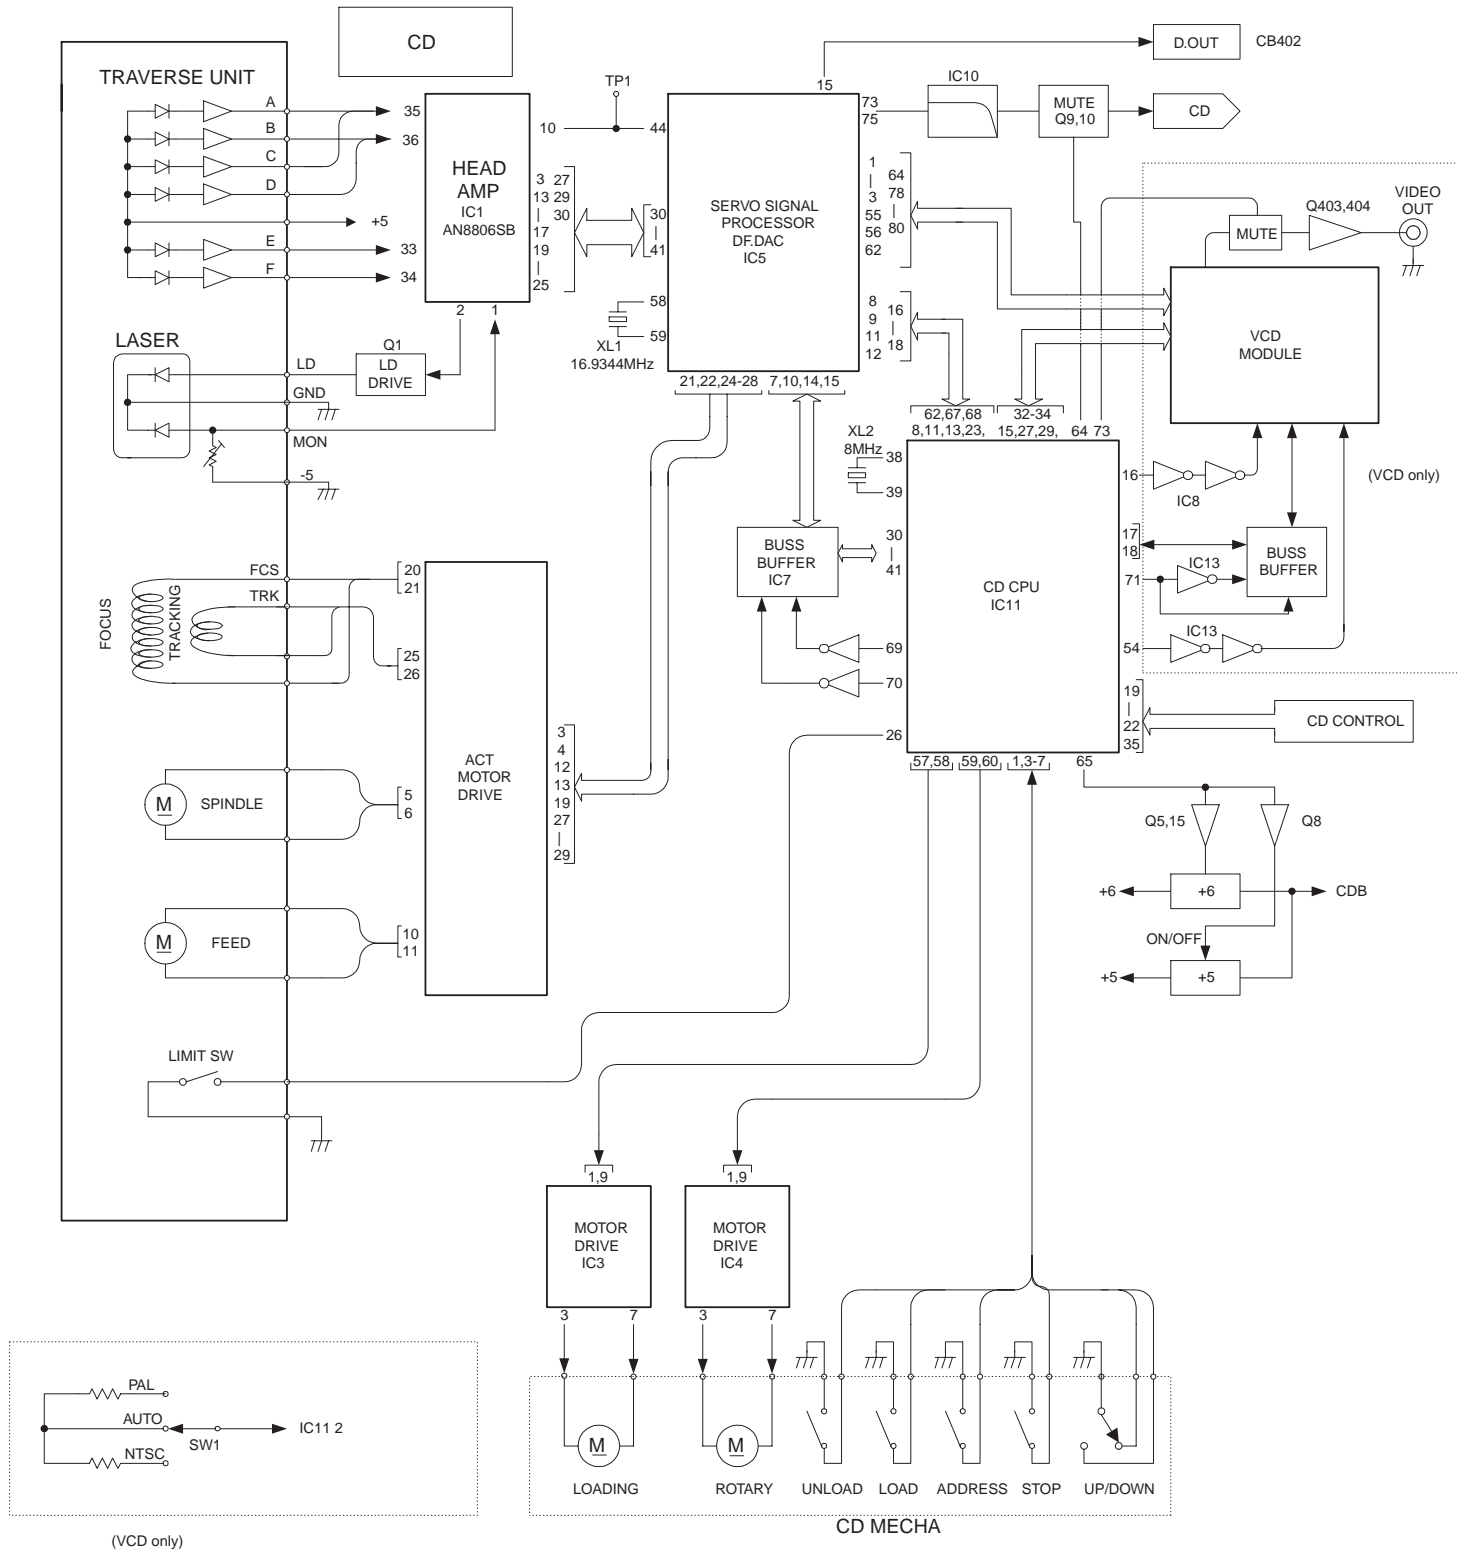 CD
TRAVERSE UNIT
A
B
C
D
+5
E
F
35
36
33
34
HEAD
AMP
IC1
AN8806SB
10
3
13
|
17
19
|
25
27
29
30
2
1
TP1
44
30
|
41
58
59
XL1
16.9344MHz
SERVO SIGNAL
PROCESSOR
DF.DAC
IC5
15
73
75
1
|
3
55
56
62
64
78
|
80
8
9
11
12
16
|
18
21,22,24-28
7,10,14,15
D.OUT
CB402
IC10
MUTE
Q9,10
CD
VIDEO
OUT
Q403,404
MUTE
VCD
MODULE
(VCD only)
LASER
LD
GND
MON
-5
Q1
LD
DRIVE
62,67,68
8,11,13,23,
32-34
15,27,29,
64
73
XL2
8MHz
38
39
30
|
41
69
70
26
CD CPU
IC11
16
17
18
71
54
19
|
22
35
57,58
59,60
1,3-7
65
BUSS
BUFFER
IC7
IC8
IC13
BUSS
BUFFER
IC13
CD CONTROL
Q5,15
Q8
+6
+6
CDB
ON/OFF
+5
+5
FOCUS
TRACKING
FCS
TRK
20
21
25
26
ACT
MOTOR
DRIVE
3
4
12
13
19
27
|
29
M
SPINDLE
5
6
M
FEED
10
11
LIMIT SW
1,9
MOTOR
DRIVE
IC3
3
7
1,9
MOTOR
DRIVE
IC4
3
7
M
LOADING
M
ROTARY
UNLOAD
LOAD
ADDRESS
STOP
UP/DOWN
CD MECHA
PAL
AUTO
NTSC
SW1
IC11 2
(VCD only)